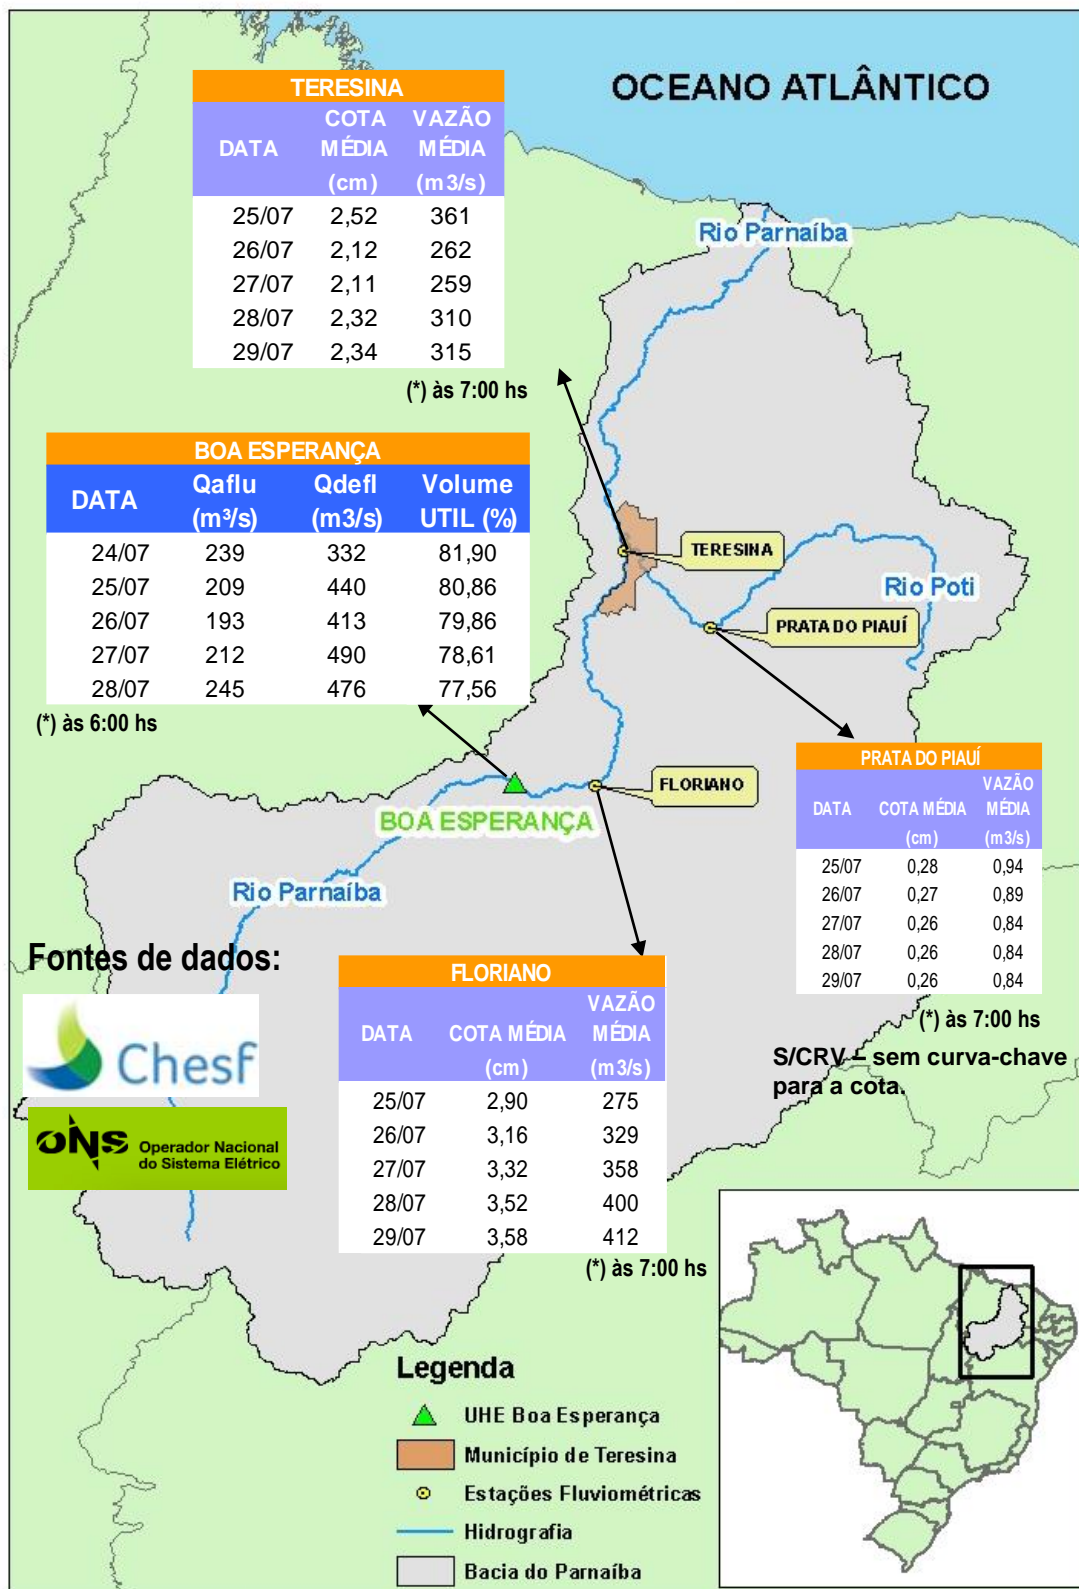 OCEANO ATLÂNTICO
TERESINA
DATA COTA MÉDIA (cm) VAZÃO MÉDIA (m3/s)
25/07 2,52 361
26/07 2,12 262
27/07 2,11 259
28/07 2,32 310
29/07 2,34 315
(*) às 7:00 hs
Rio Parnaíba
BOA ESPERANÇA
DATA Qaflu (m³/s) Qdefl (m3/s) Volume UTIL (%)
24/07 239 332 81,90
25/07 209 440 80,86
26/07 193 413 79,86
27/07 212 490 78,61
28/07 245 476 77,56
(*) às 6:00 hs
TERESINA
Rio Poti
PRATA DO PIAUÍ
FLORIANO
BOA ESPERANÇA
Rio Parnaíba
PRATA DO PIAUÍ
DATA COTA MÉDIA (cm) VAZÃO MÉDIA (m3/s)
25/07 0,28 0,94
26/07 0,27 0,89
27/07 0,26 0,84
28/07 0,26 0,84
29/07 0,26 0,84
(*) às 7:00 hs
S/CRV – sem curva-chave
para a cota.
Fontes de dados:
Chesf
ONS Operador Nacional
do Sistema Elétrico
FLORIANO
DATA COTA MÉDIA (cm) VAZÃO MÉDIA (m3/s)
25/07 2,90 275
26/07 3,16 329
27/07 3,32 358
28/07 3,52 400
29/07 3,58 412
(*) às 7:00 hs
Legenda
UHE Boa Esperança
Município de Teresina
Estações Fluviométricas
Hidrografia
Bacia do Parnaíba